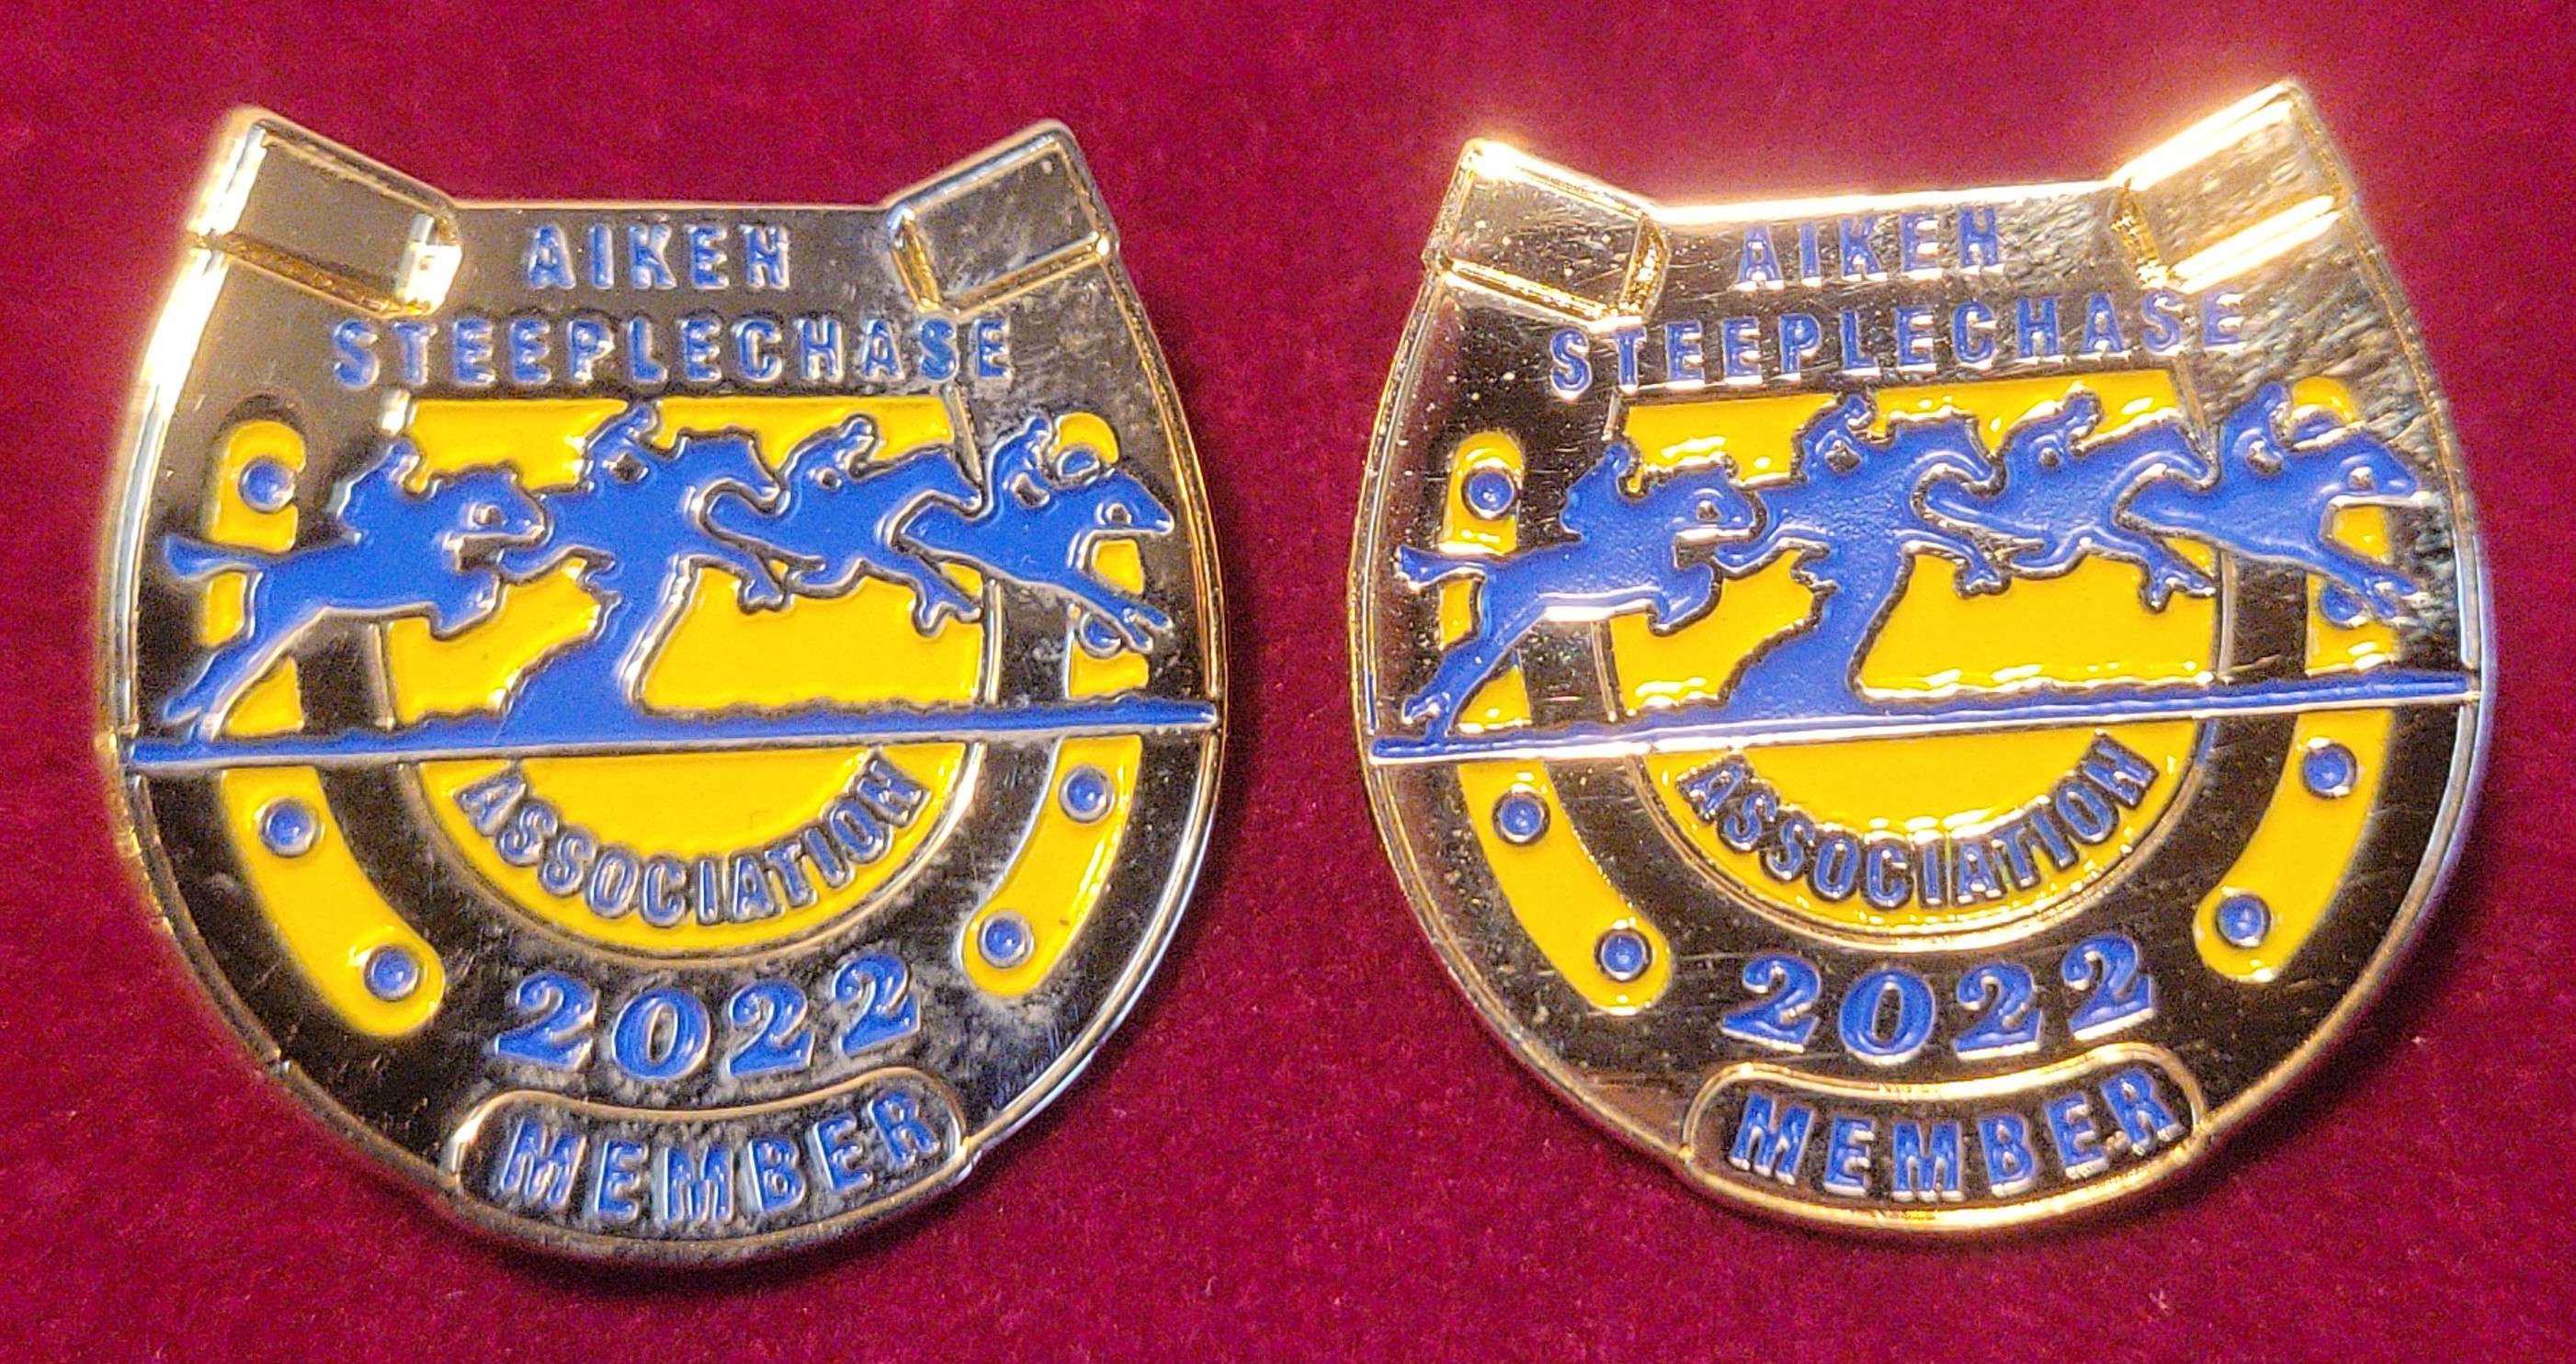 AIKEN
STEEPLECHASE
ASSOCIATION
2022
MEMBER
AIKEN
STEEPLECHASE
ASSOCIATION
2022
MEMBER